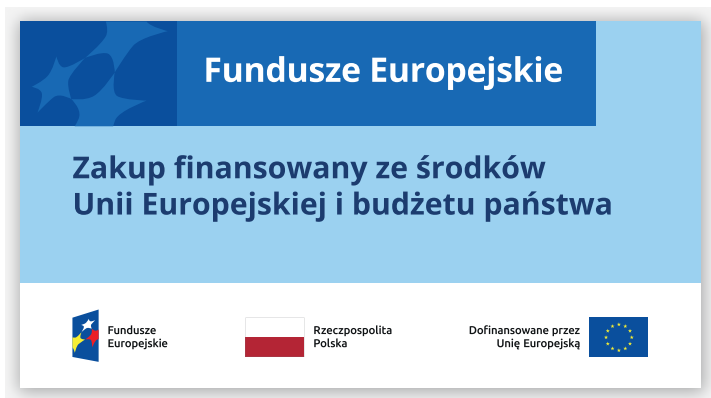 Fundusze Europejskie
Zakup finansowany ze środków
Unii Europejskiej i budżetu państwa
Fundusze
Europejskie
Rzeczpospolita
Polska
Dofinansowane przez
Unię Europejską